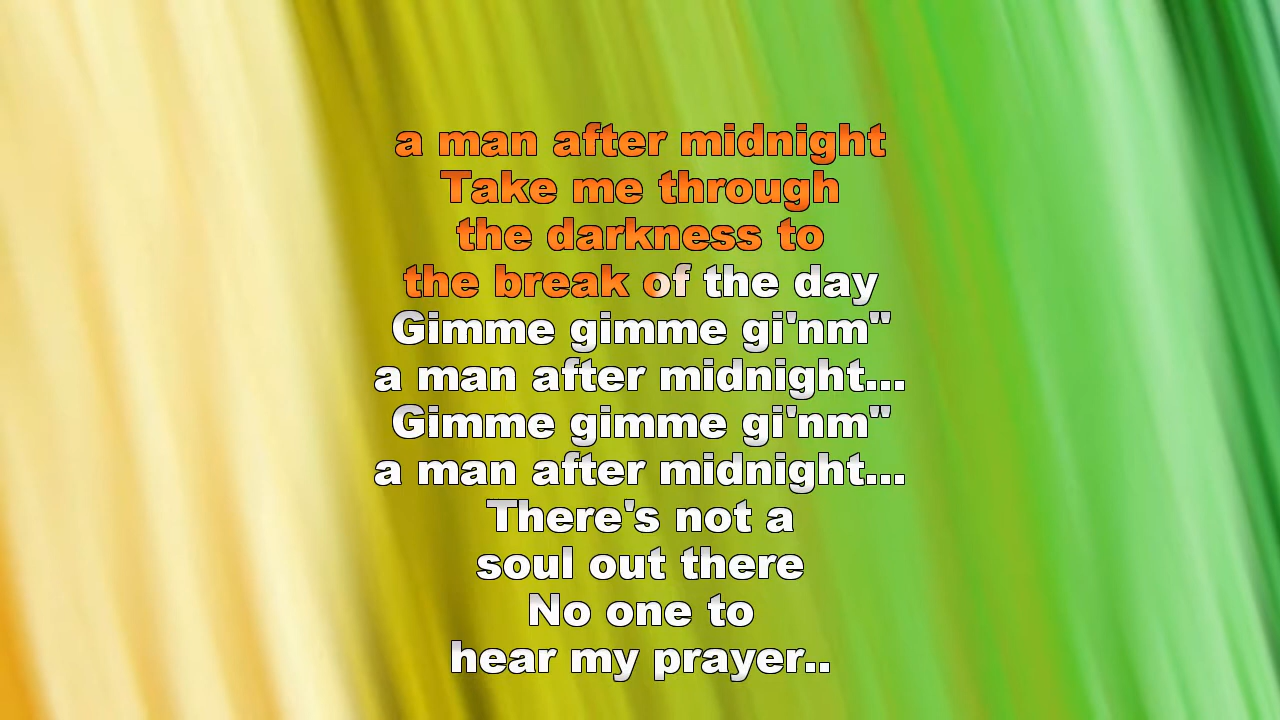 a man after midnight
Take me through
the darkness to
the break of the day
Gimme gimme gi'nm"
a man after midnight...
Gimme gimme gi'nm"
a man after midnight...
There's not a
soul out there
No one to
hear my prayer..